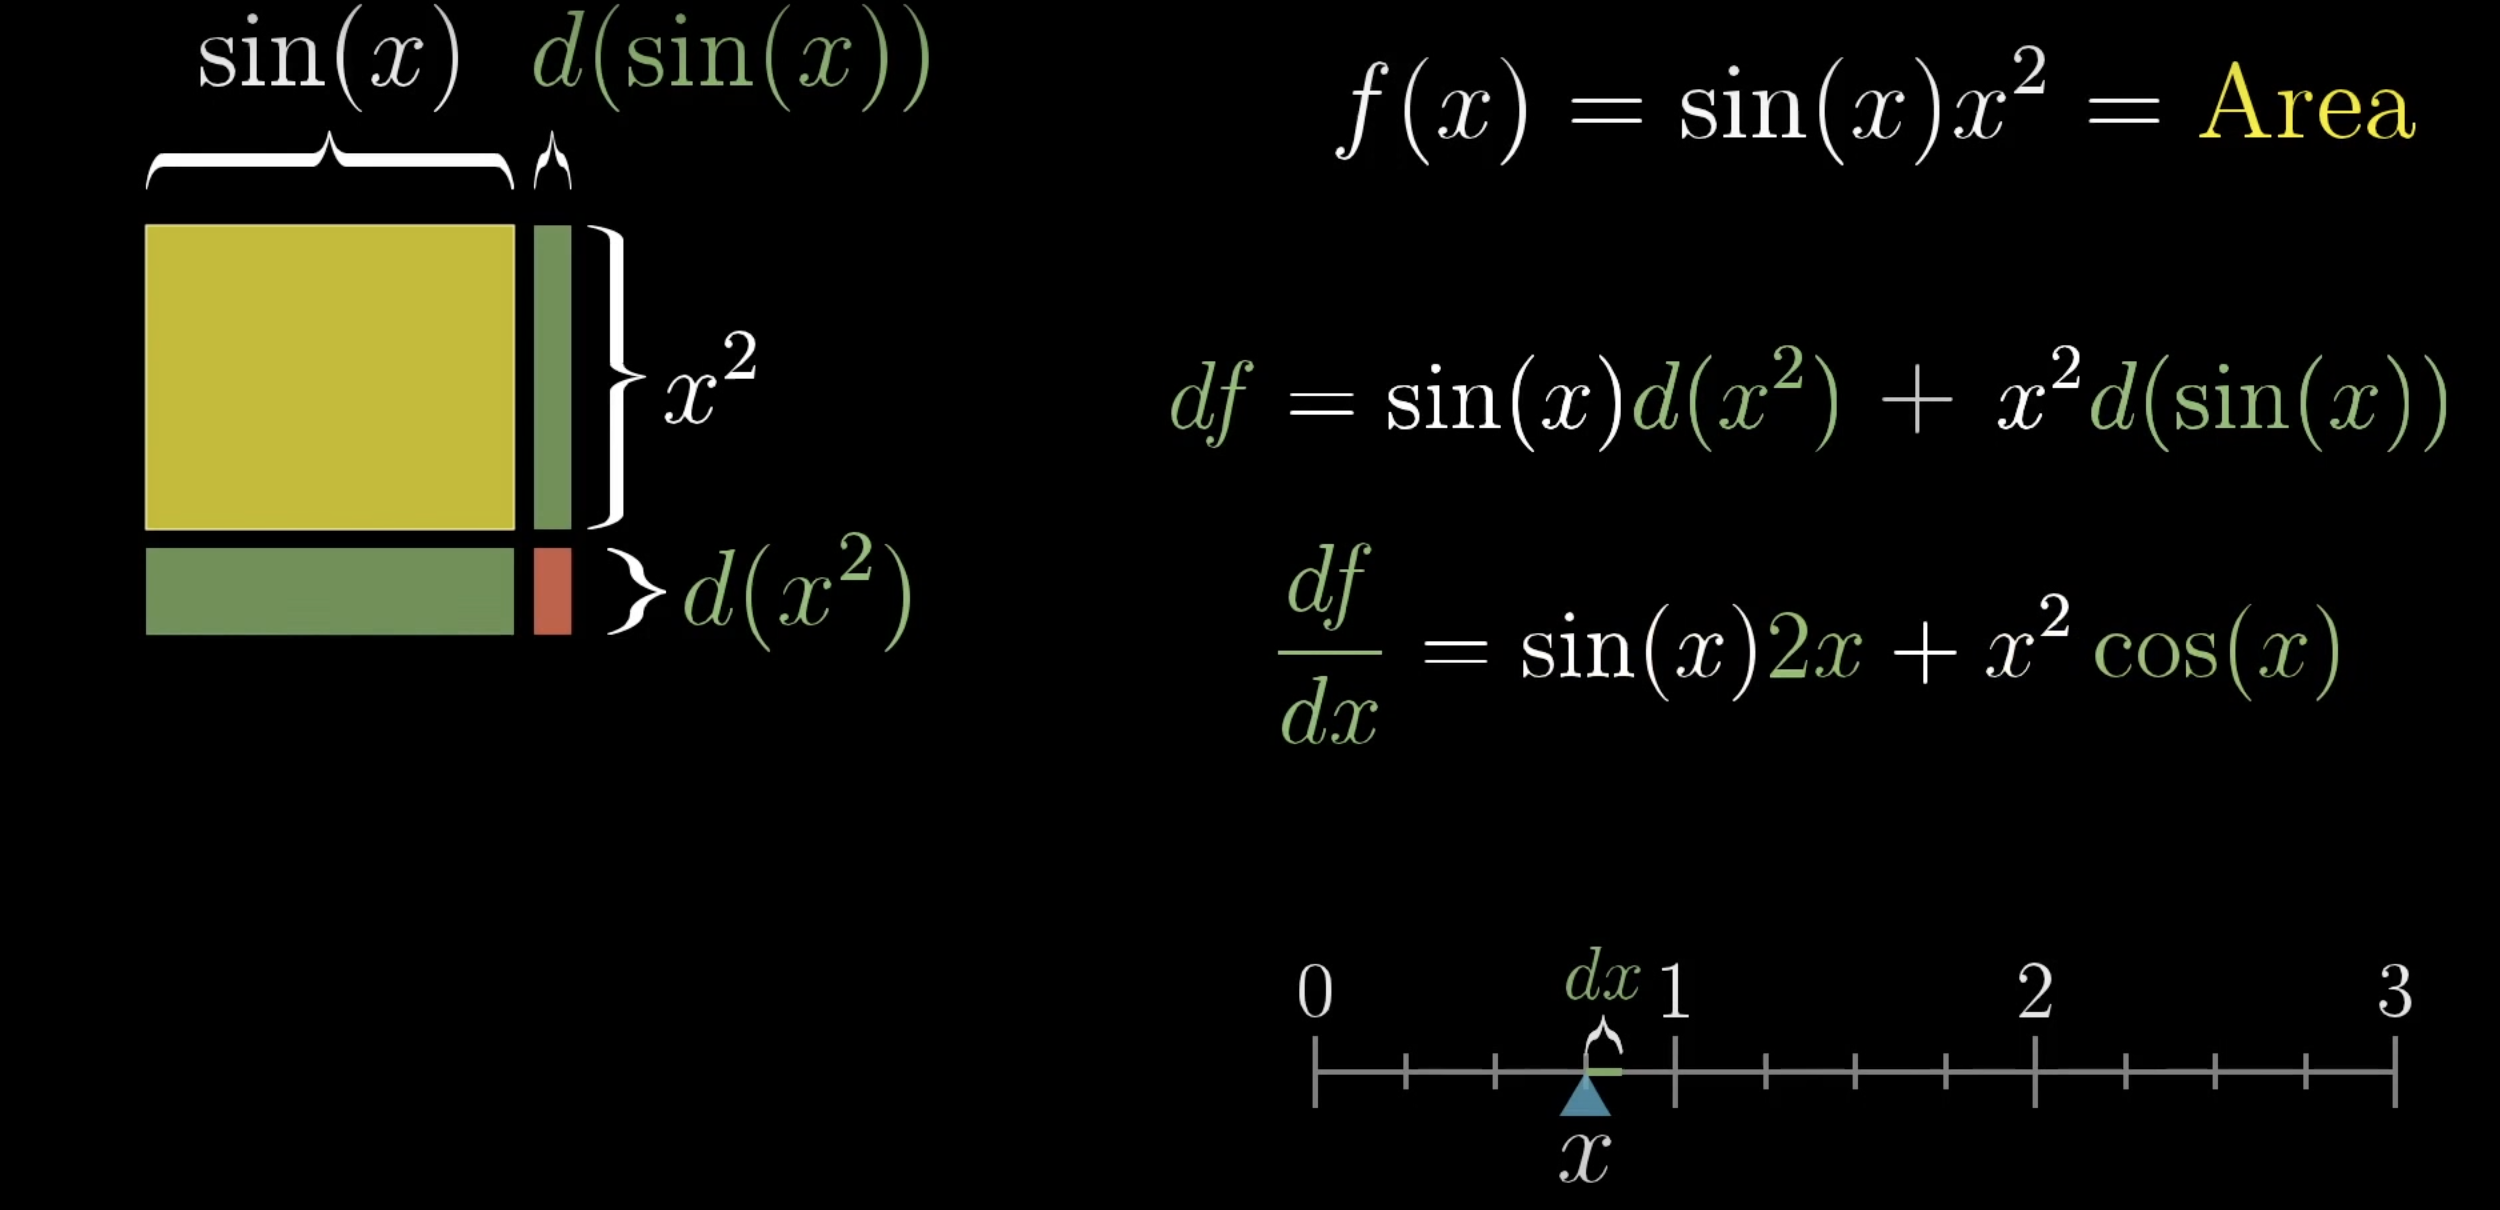 sin(x) d(sin(x))
f(x) = sin(x)x² = Area
x²
df = sin(x)d(x²) + x²d(sin(x))
d(x²)
df/dx = sin(x)2x + x² cos(x)
dx
0 1 2 3
x